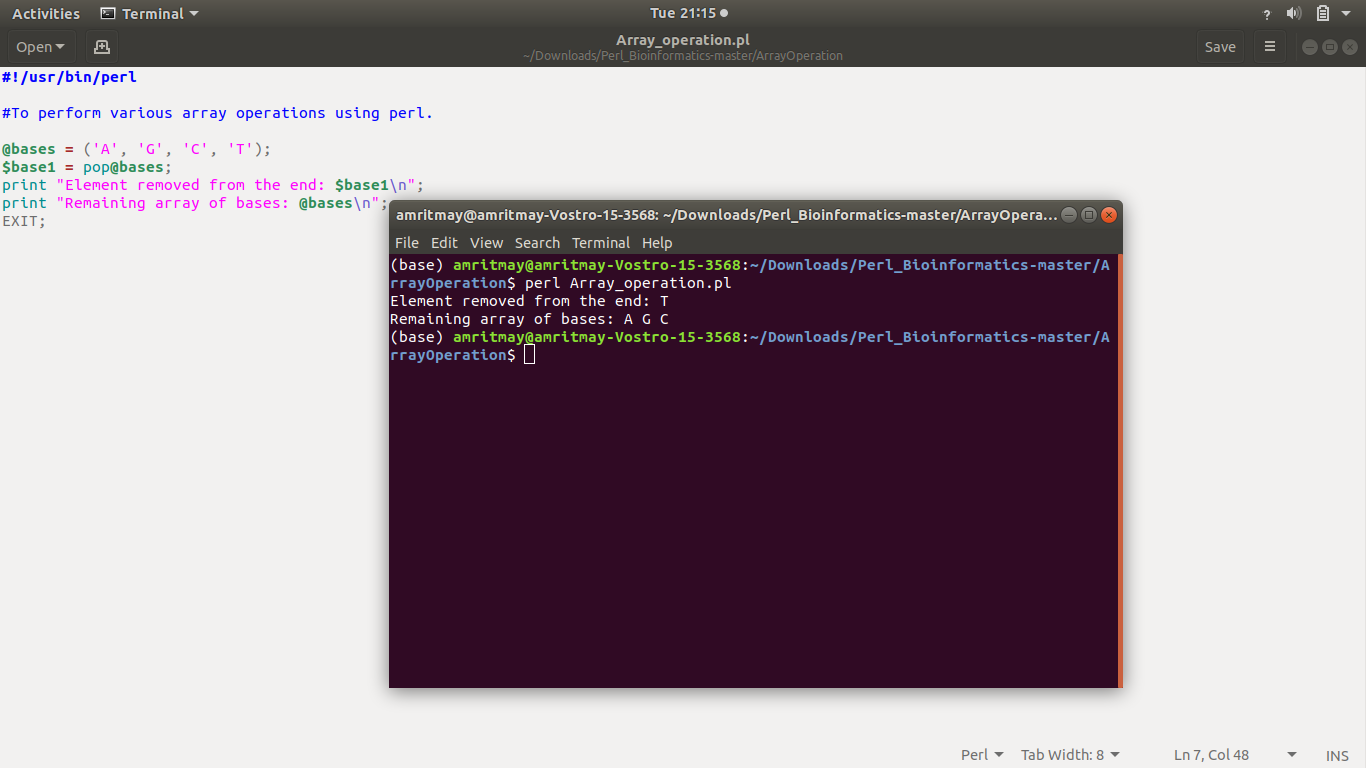 Activities Terminal Tue 21:15 ?
Open Array_operation.pl Save
~/Downloads/Perl_Bioinformatics-master/ArrayOperation
#!/usr/bin/perl
#To perform various array operations using perl.
@bases = ('A', 'G', 'C', 'T');
$base1 = pop@bases;
print "Element removed from the end: $base1\n";
print "Remaining array of bases: @bases\n";
EXIT;
amritmay@amritmay-Vostro-15-3568: ~/Downloads/Perl_Bioinformatics-master/ArrayOpera...
File Edit View Search Terminal Help
(base) amritmay@amritmay-Vostro-15-3568:~/Downloads/Perl_Bioinformatics-master/A
rrayOperation$ perl Array_operation.pl
Element removed from the end: T
Remaining array of bases: A G C
(base) amritmay@amritmay-Vostro-15-3568:~/Downloads/Perl_Bioinformatics-master/A
rrayOperation$
Perl Tab Width: 8 Ln 7, Col 48 INS